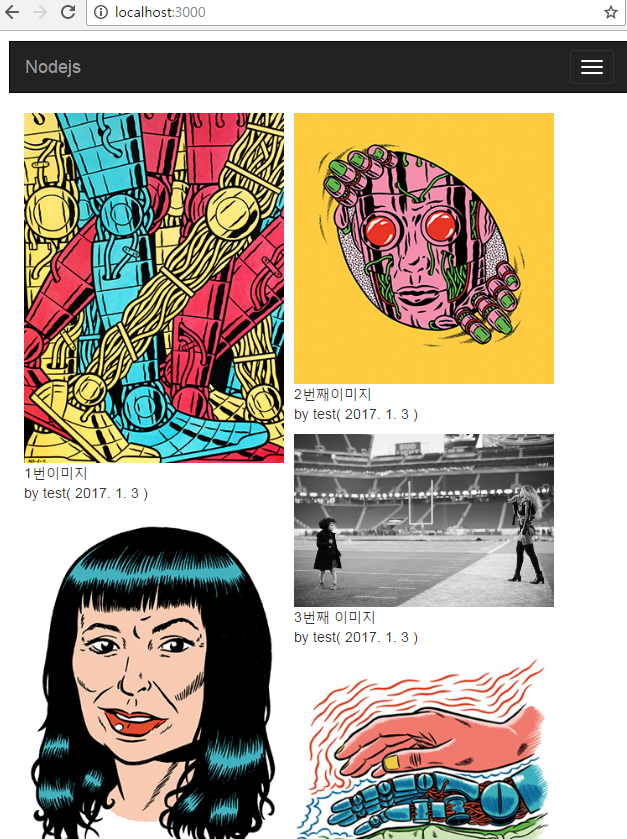 localhost:3000
Nodejs
1번이미지
by test( 2017. 1. 3 )
2번째이미지
by test( 2017. 1. 3 )
BUD
3번째 이미지
by test( 2017. 1. 3 )